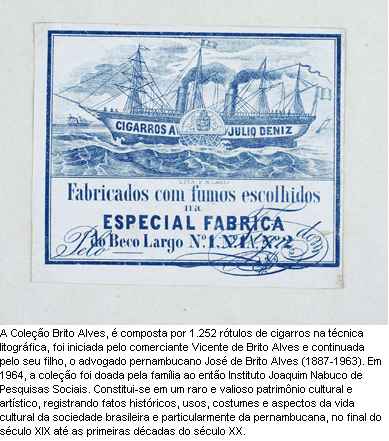 CIGARROS A JULIO DENIZ
Fabricados com fumos escolhidos
na
ESPECIAL FABRICA
do Beco Largo Nº1. Nº1A, Nº2
A Coleção Brito Alves, é composta por 1.252 rótulos de cigarros na técnica
litográfica, foi iniciada pelo comerciante Vicente de Brito Alves e continuada
pelo seu filho, o advogado pernambucano José de Brito Alves (1887-1963). Em
1964, a coleção foi doada pela família ao então Instituto Joaquim Nabuco de
Pesquisas Sociais. Constitui-se em um raro e valioso patrimônio cultural e
artístico, registrando fatos históricos, usos, costumes e aspectos da vida
cultural da sociedade brasileira e particularmente da pernambucana, no final do
século XIX até as primeiras décadas do século XX.